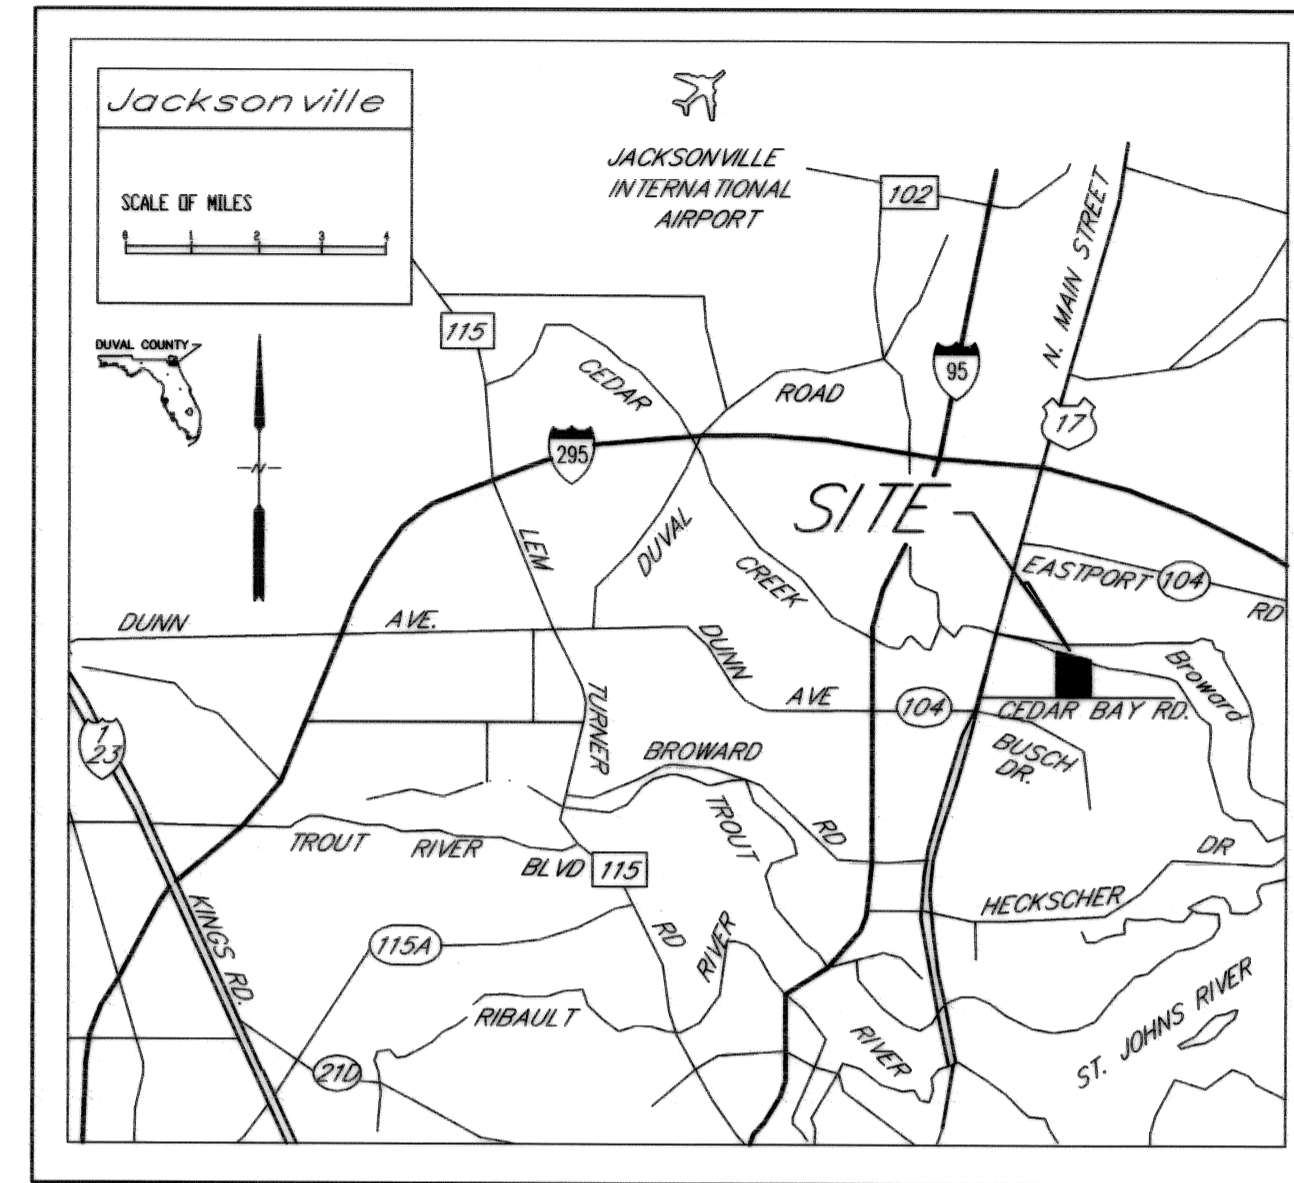 Jacksonville
SCALE OF MILES
0 1 2 3 4
JACKSONVILLE
INTERNATIONAL
AIRPORT
102
N. MAIN STREET
115
DUVAL COUNTY
CEDAR
ROAD
95
17
295
N
SITE
LEM
DUVAL
CREEK
EASTPORT
104
RD
DUNN
AVE.
DUNN
AVE
104
Broward
CEDAR BAY RD.
TURNER
BROWARD
BUSCH
DR.
1
23
TROUT
RD
TROUT
RIVER
BLVD
115
DR
HECKSCHER
KINGS RD.
115A
RD
RIVER
RIBAULT
RIVER
ST. JOHNS RIVER
21D